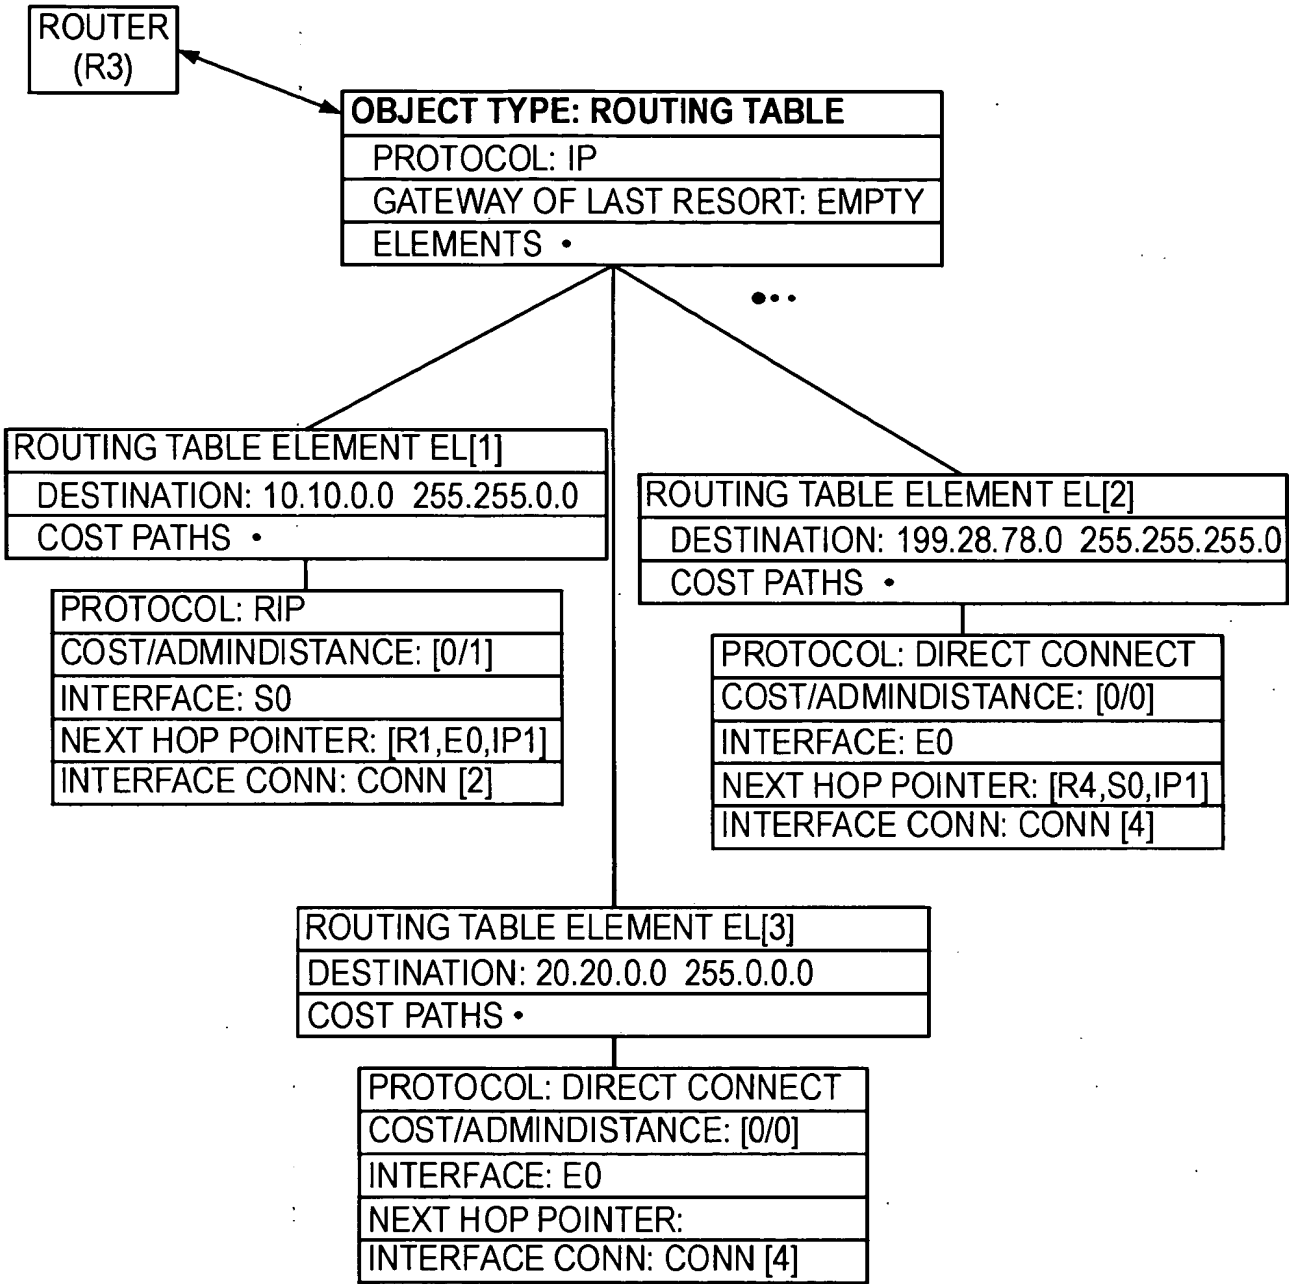 ROUTER
(R3)
OBJECT TYPE: ROUTING TABLE
PROTOCOL: IP
GATEWAY OF LAST RESORT: EMPTY
ELEMENTS •
ROUTING TABLE ELEMENT EL[1]
DESTINATION: 10.10.0.0 255.255.0.0
COST PATHS •
PROTOCOL: RIP
COST/ADMINDISTANCE: [0/1]
INTERFACE: S0
NEXT HOP POINTER: [R1,E0,IP1]
INTERFACE CONN: CONN [2]
ROUTING TABLE ELEMENT EL[2]
DESTINATION: 199.28.78.0 255.255.255.0
COST PATHS •
PROTOCOL: DIRECT CONNECT
COST/ADMINDISTANCE: [0/0]
INTERFACE: E0
NEXT HOP POINTER: [R4,S0,IP1]
INTERFACE CONN: CONN [4]
ROUTING TABLE ELEMENT EL[3]
DESTINATION: 20.20.0.0 255.0.0.0
COST PATHS •
PROTOCOL: DIRECT CONNECT
COST/ADMINDISTANCE: [0/0]
INTERFACE: E0
NEXT HOP POINTER:
INTERFACE CONN: CONN [4]